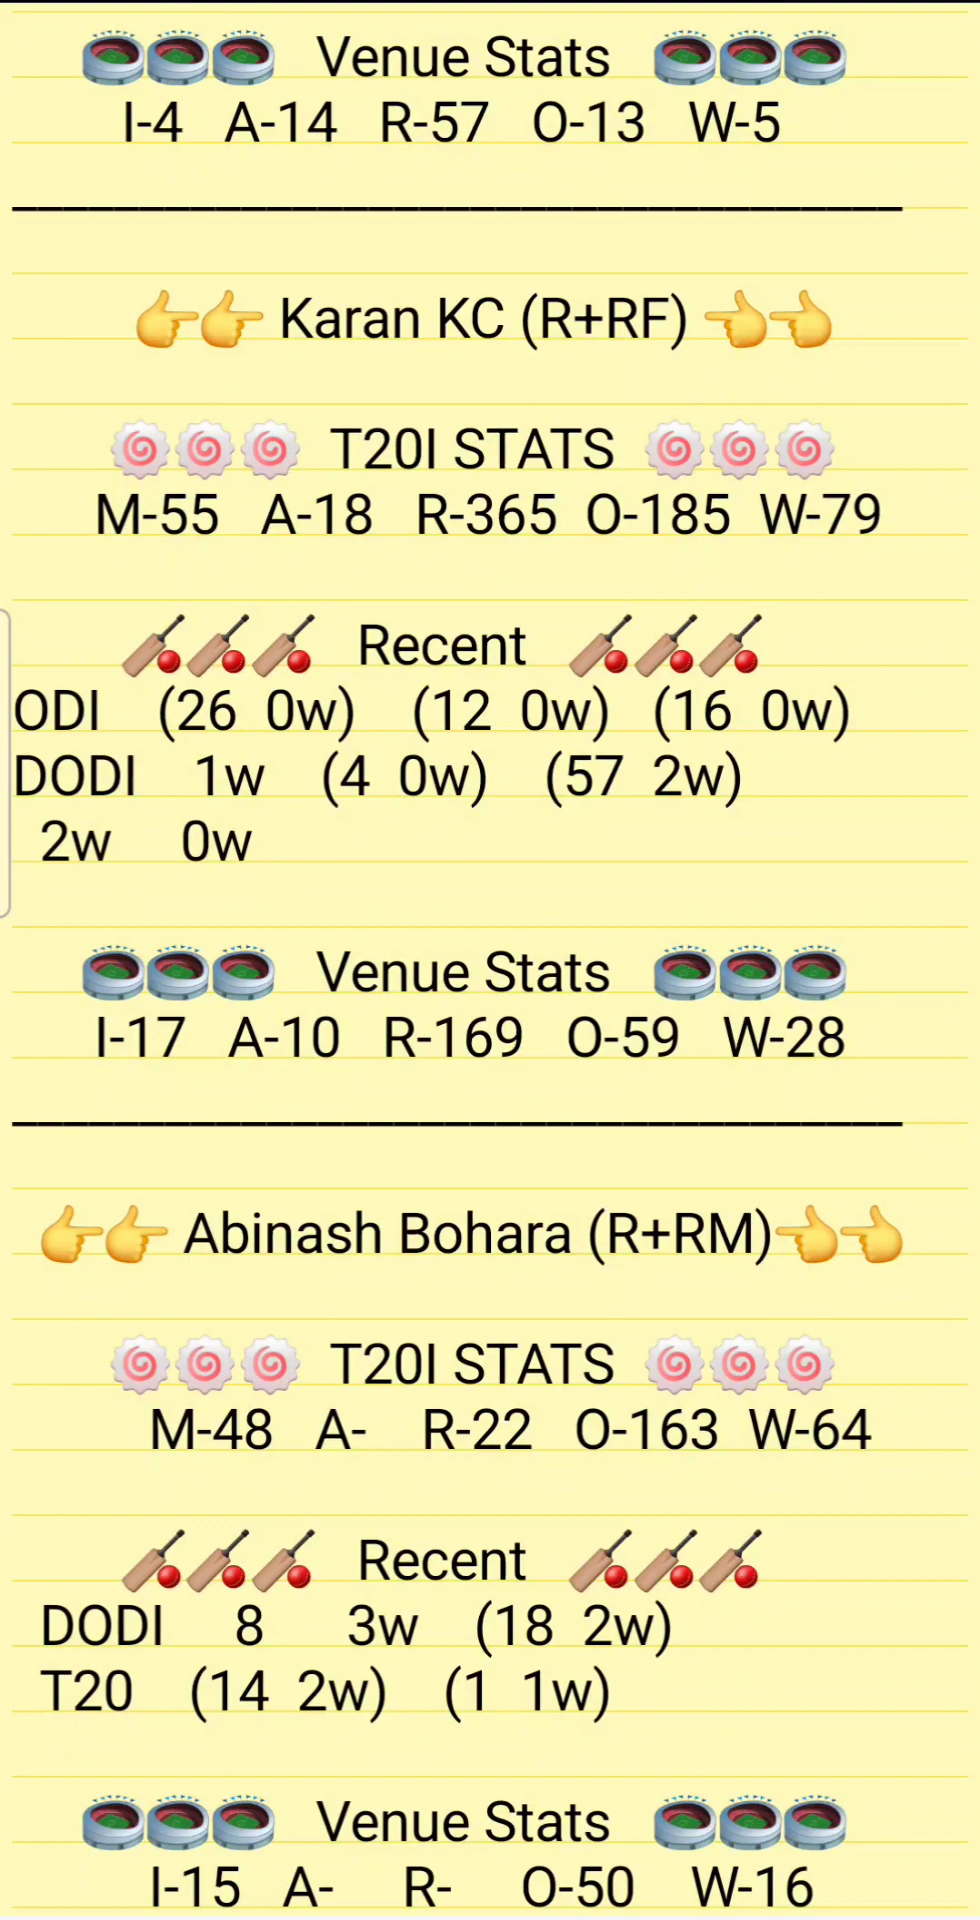 🏟️🏟️🏟️ Venue Stats 🏟️🏟️🏟️
I-4 A-14 R-57 O-13 W-5
👉👉 Karan KC (R+RF) 👈👈
🍥🍥🍥 T20I STATS 🍥🍥🍥
M-55 A-18 R-365 O-185 W-79
🏏🏏🏏 Recent 🏏🏏🏏
ODI (26 0w) (12 0w) (16 0w)
DODI 1w (4 0w) (57 2w)
2w 0w
🏟️🏟️🏟️ Venue Stats 🏟️🏟️🏟️
I-17 A-10 R-169 O-59 W-28
👉👉 Abinash Bohara (R+RM)👈👈
🍥🍥🍥 T20I STATS 🍥🍥🍥
M-48 A- R-22 O-163 W-64
🏏🏏🏏 Recent 🏏🏏🏏
DODI 8 3w (18 2w)
T20 (14 2w) (1 1w)
🏟️🏟️🏟️ Venue Stats 🏟️🏟️🏟️
I-15 A- R- O-50 W-16